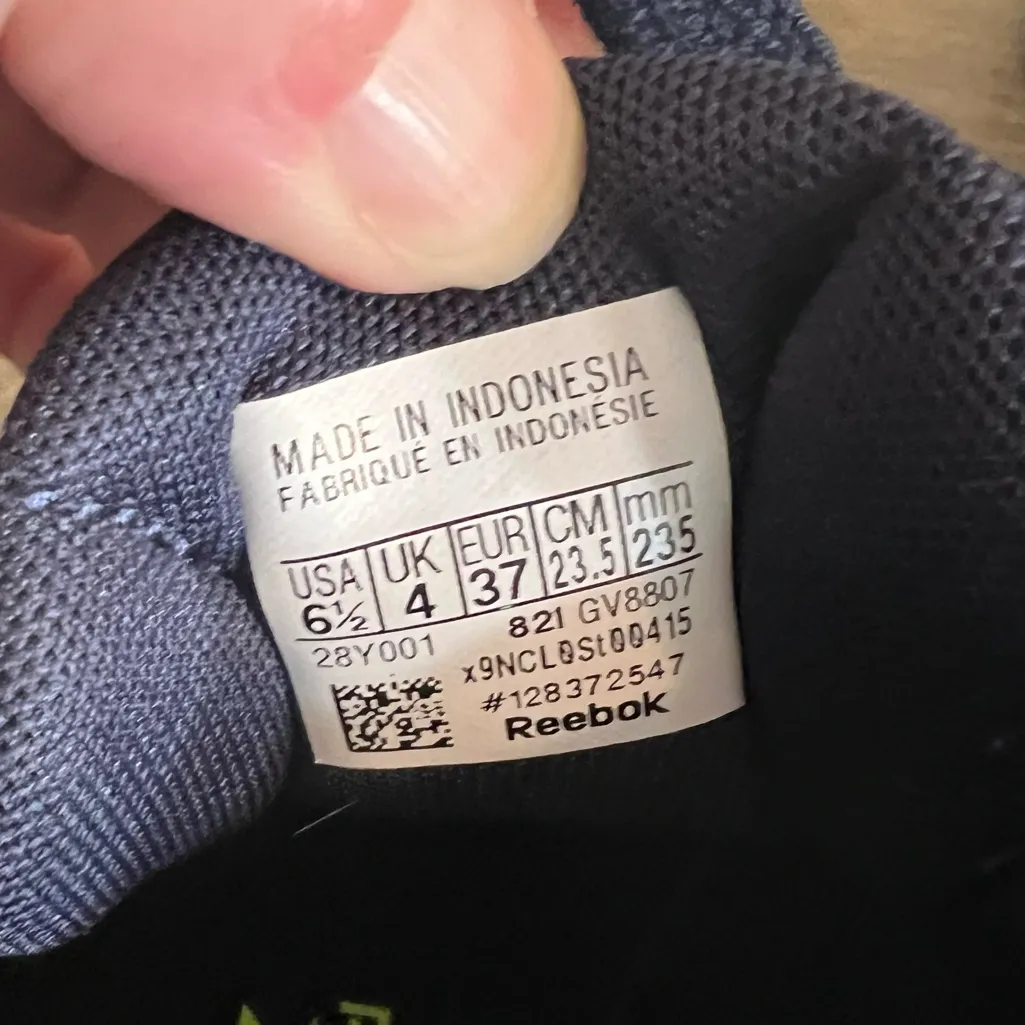 MADE IN INDONESIA
FABRIQUÉ EN INDONÉSIE
USA UK EUR CM mm
6½ 4 37 23.5 235
28Y001 821 GV8807
x9NCL0St00415
#128372547
Reebok